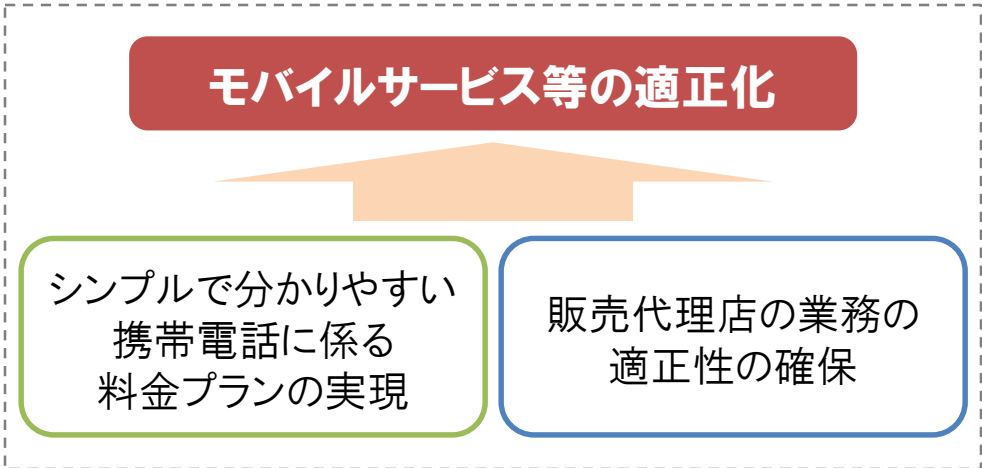 モバイルサービス等の適正化
シンプルで分かりやすい
携帯電話に係る
料金プランの実現
販売代理店の業務の
適正性の確保